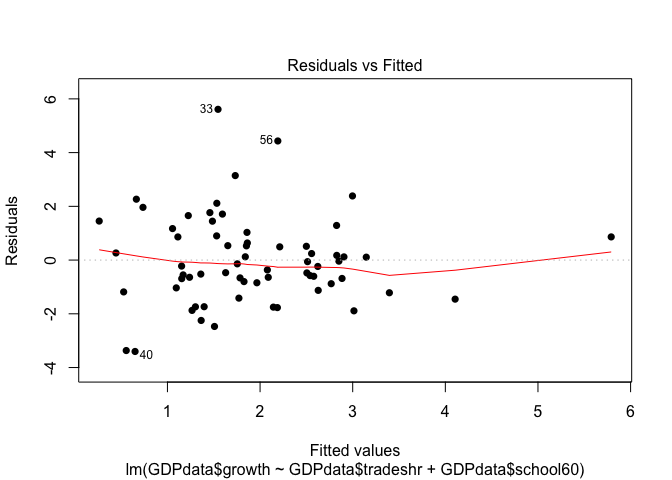 Residuals vs Fitted
Residuals
6
4
2
0
-2
-4
33
56
40
1 2 3 4 5 6
Fitted values
lm(GDPdata$growth ~ GDPdata$tradeshr + GDPdata$school60)